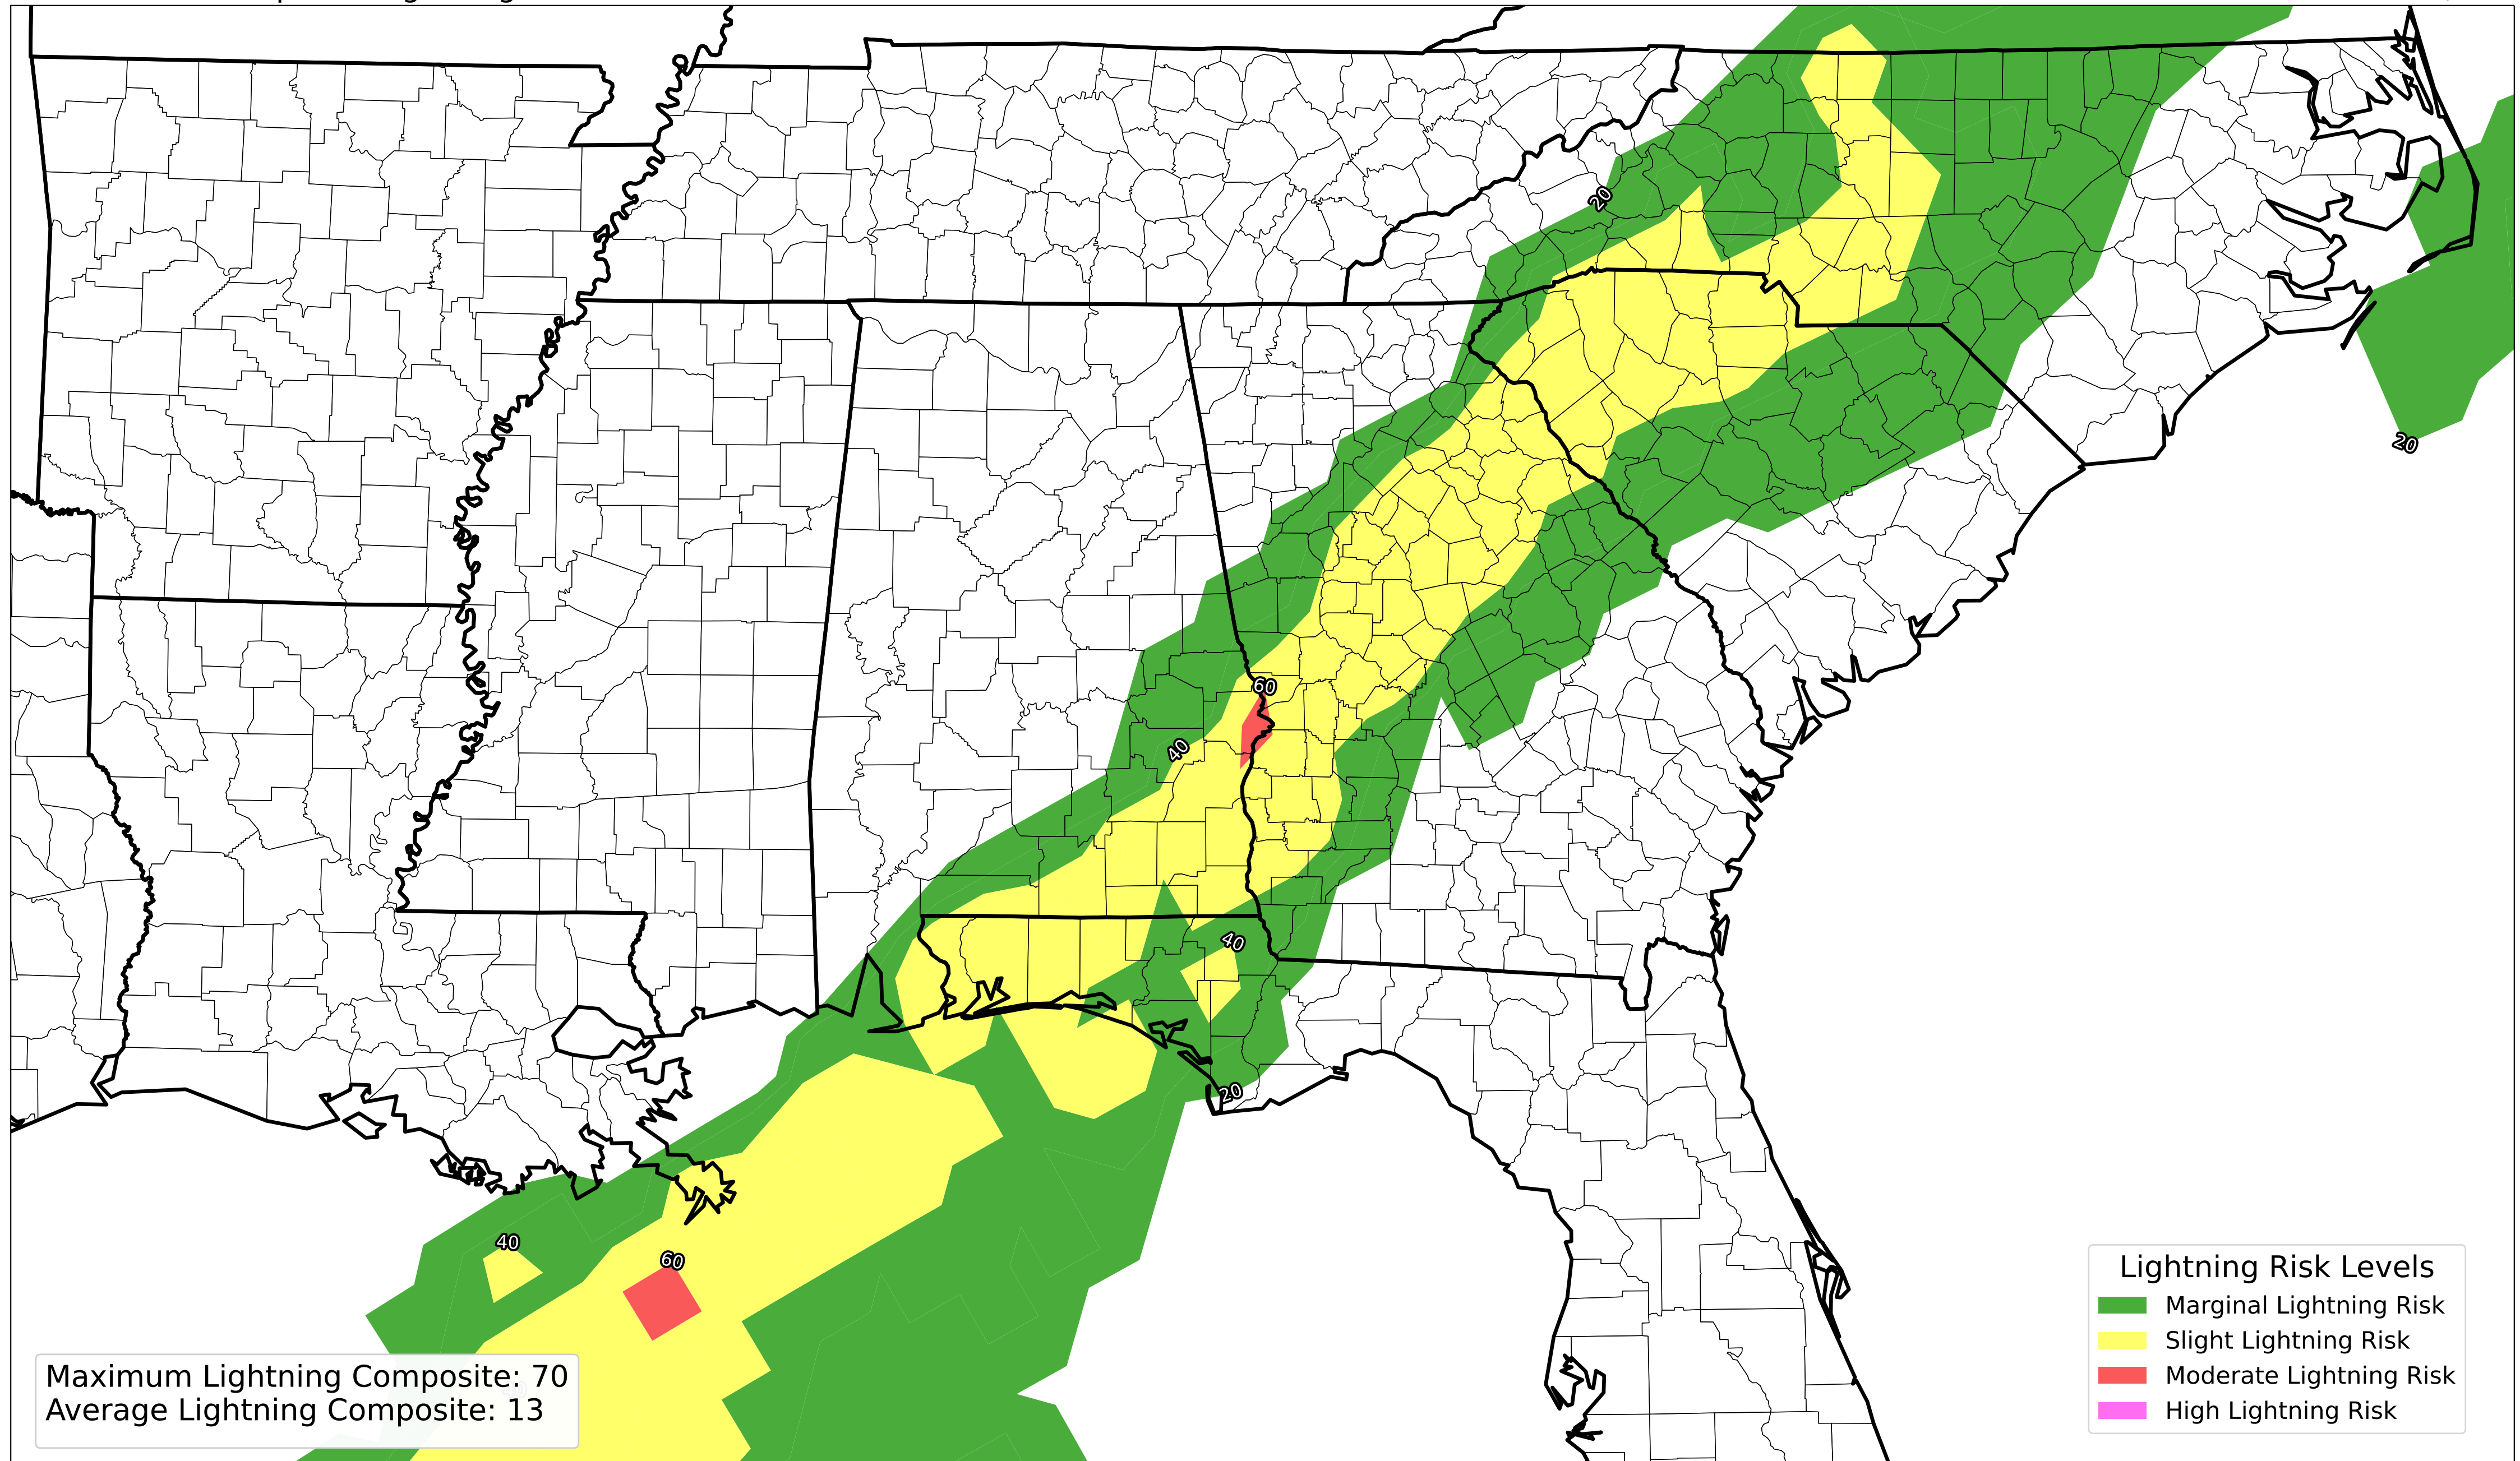 20
20
60
40
40
20
40
60
Lightning Risk Levels
Marginal Lightning Risk
Slight Lightning Risk
Moderate Lightning Risk
High Lightning Risk
Maximum Lightning Composite: 70
Average Lightning Composite: 13